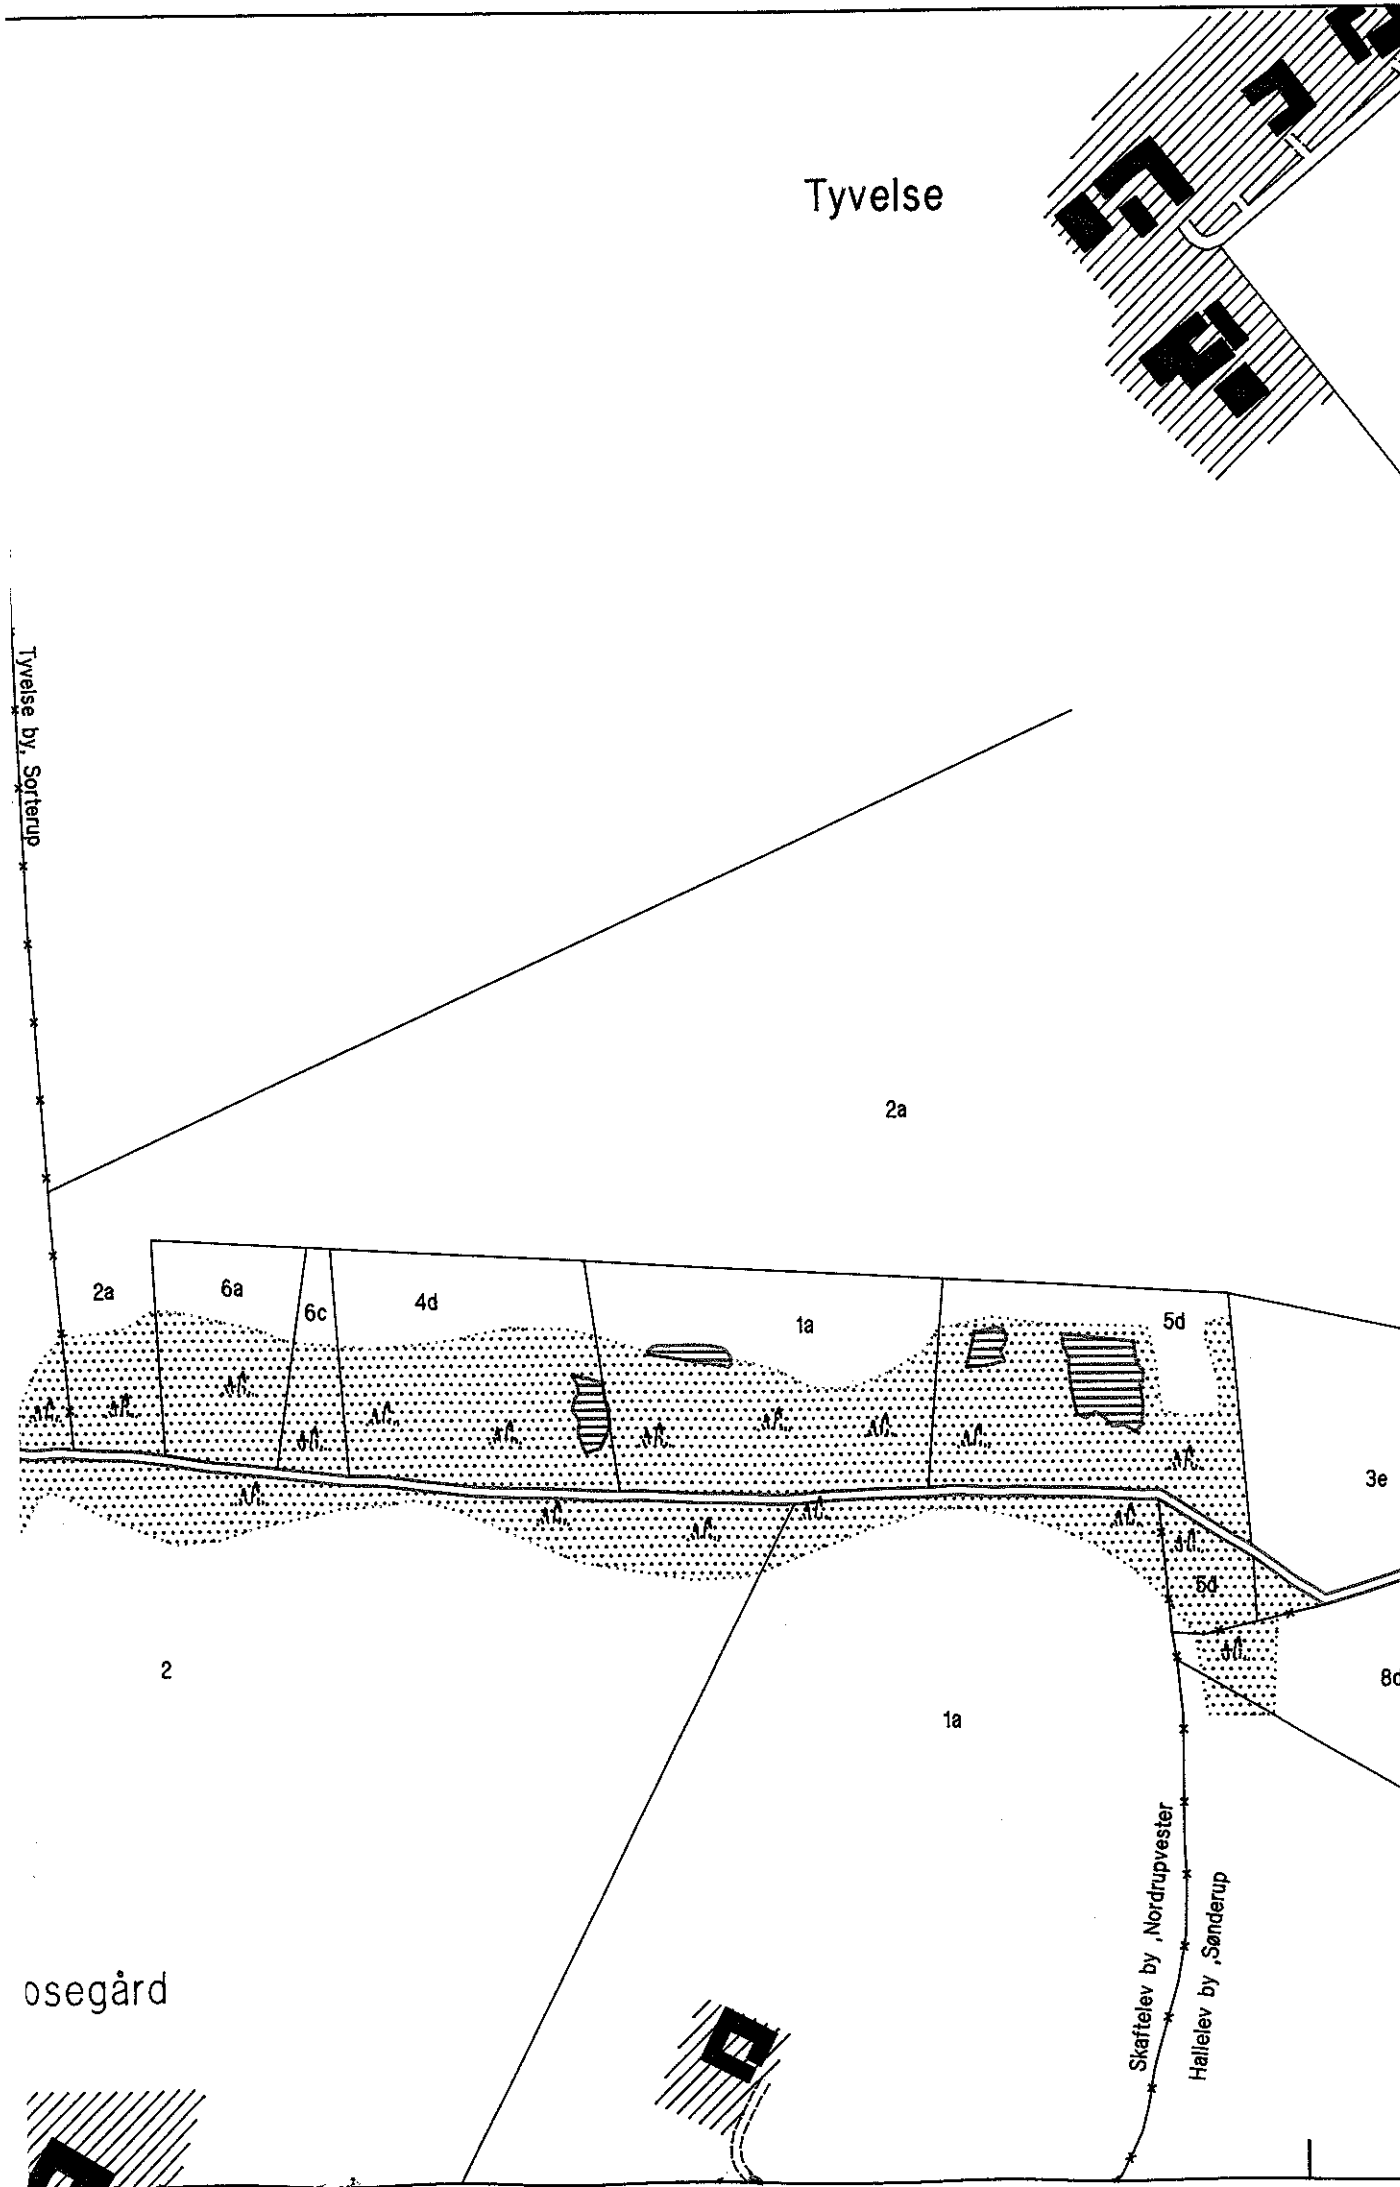 Tyvelse
Tyvelse by, Sorterup
2a
2a
6a
6c
4d
1a
5d
3e
5d
2
1a
Skaftelev by ,Nordrupvester
Hallelev by ,Sønderup
osegård